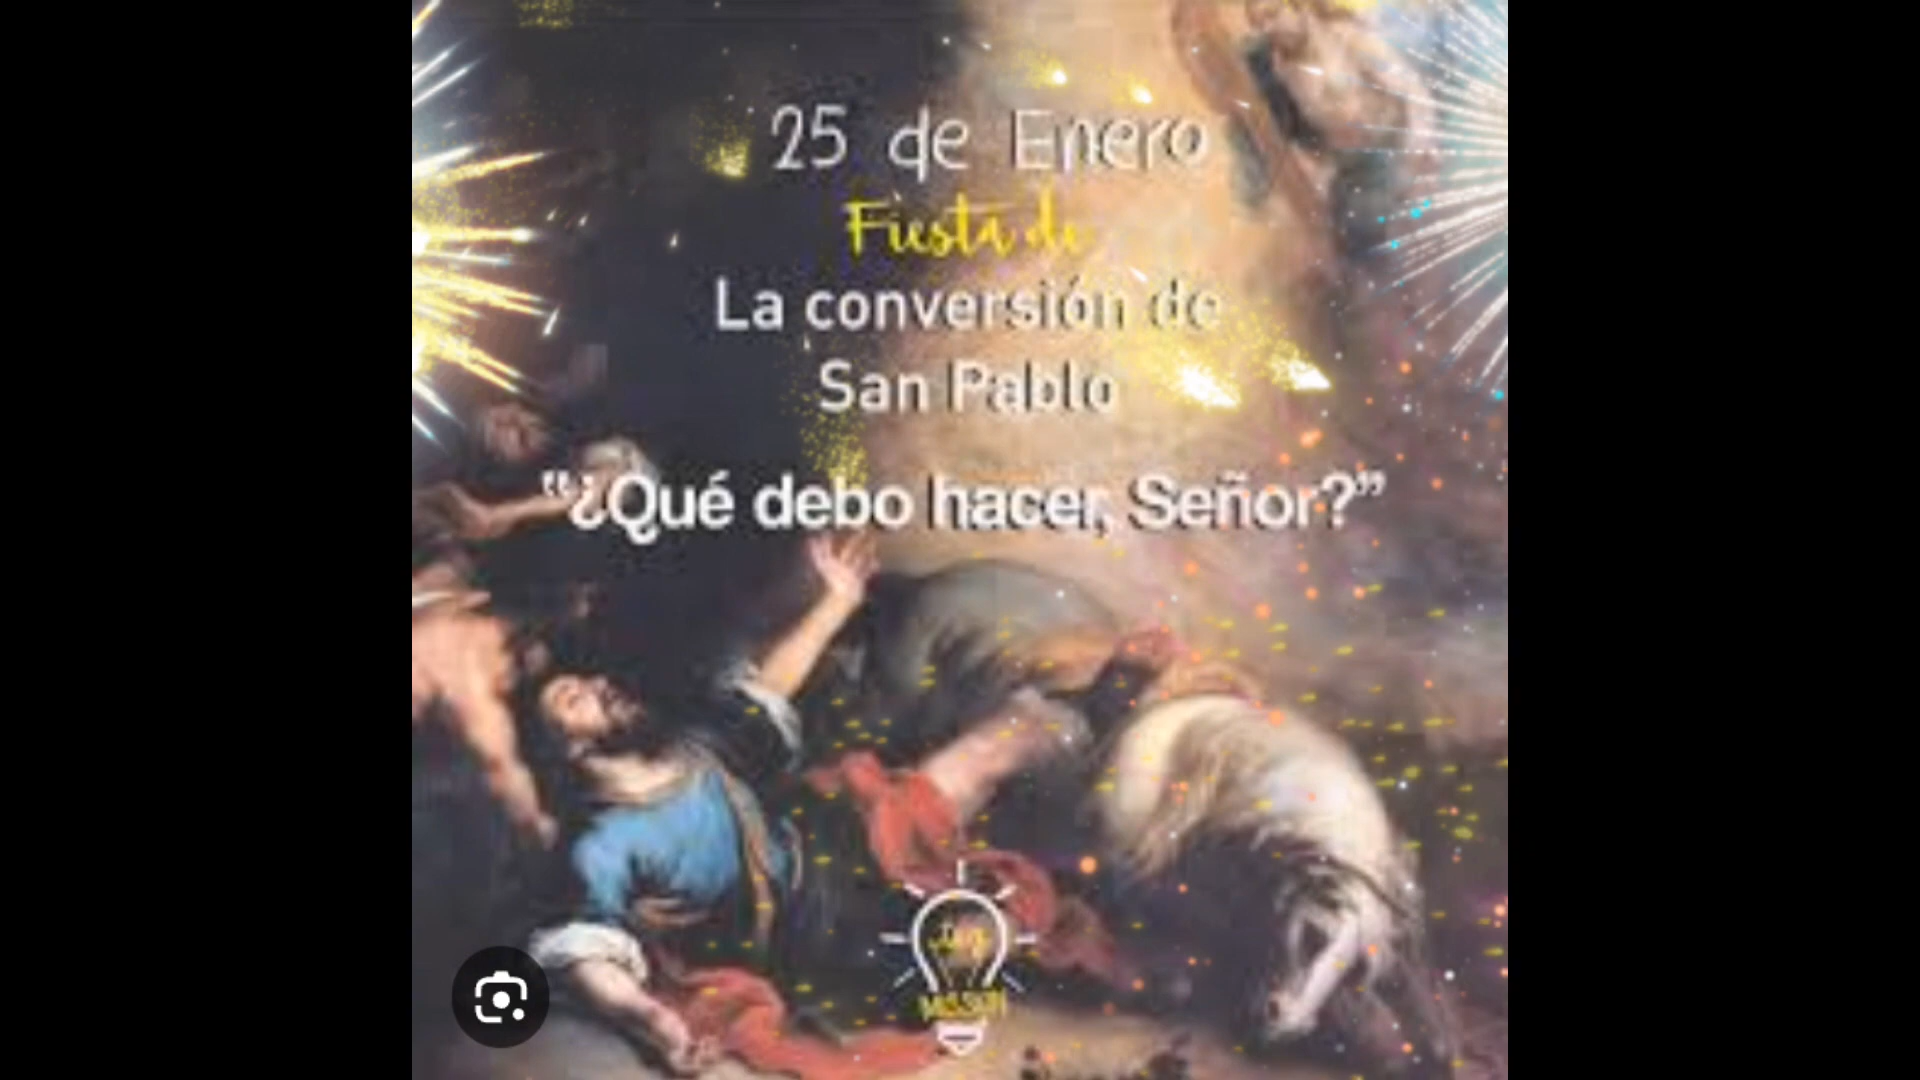 25 de Enero
Fiesta de
La conversión de
San Pablo
“¿Qué debo hacer, Señor?”